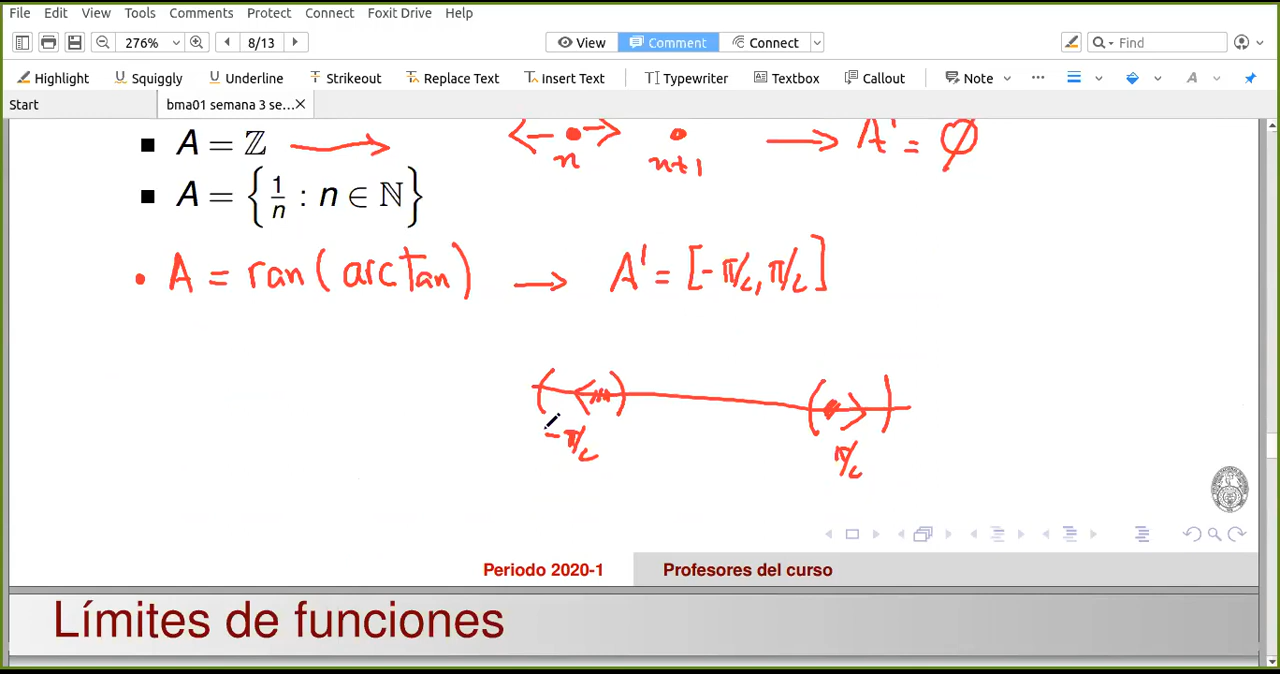 File Edit View Tools Comments Protect Connect Foxit Drive Help
276% 8/13 View Comment Connect Find
Highlight Squiggly Underline Strikeout Replace Text Insert Text Typewriter Textbox Callout Note A
Start bma01 semana 3 se... ×
■ A = ℤ → n n+1 → A' = ∅
■ A = {1/n : n ∈ ℕ}
• A = ran(arctan) → A' = [-π/2, π/2]
-π/2 π/2
Periodo 2020-1 Profesores del curso
Límites de funciones